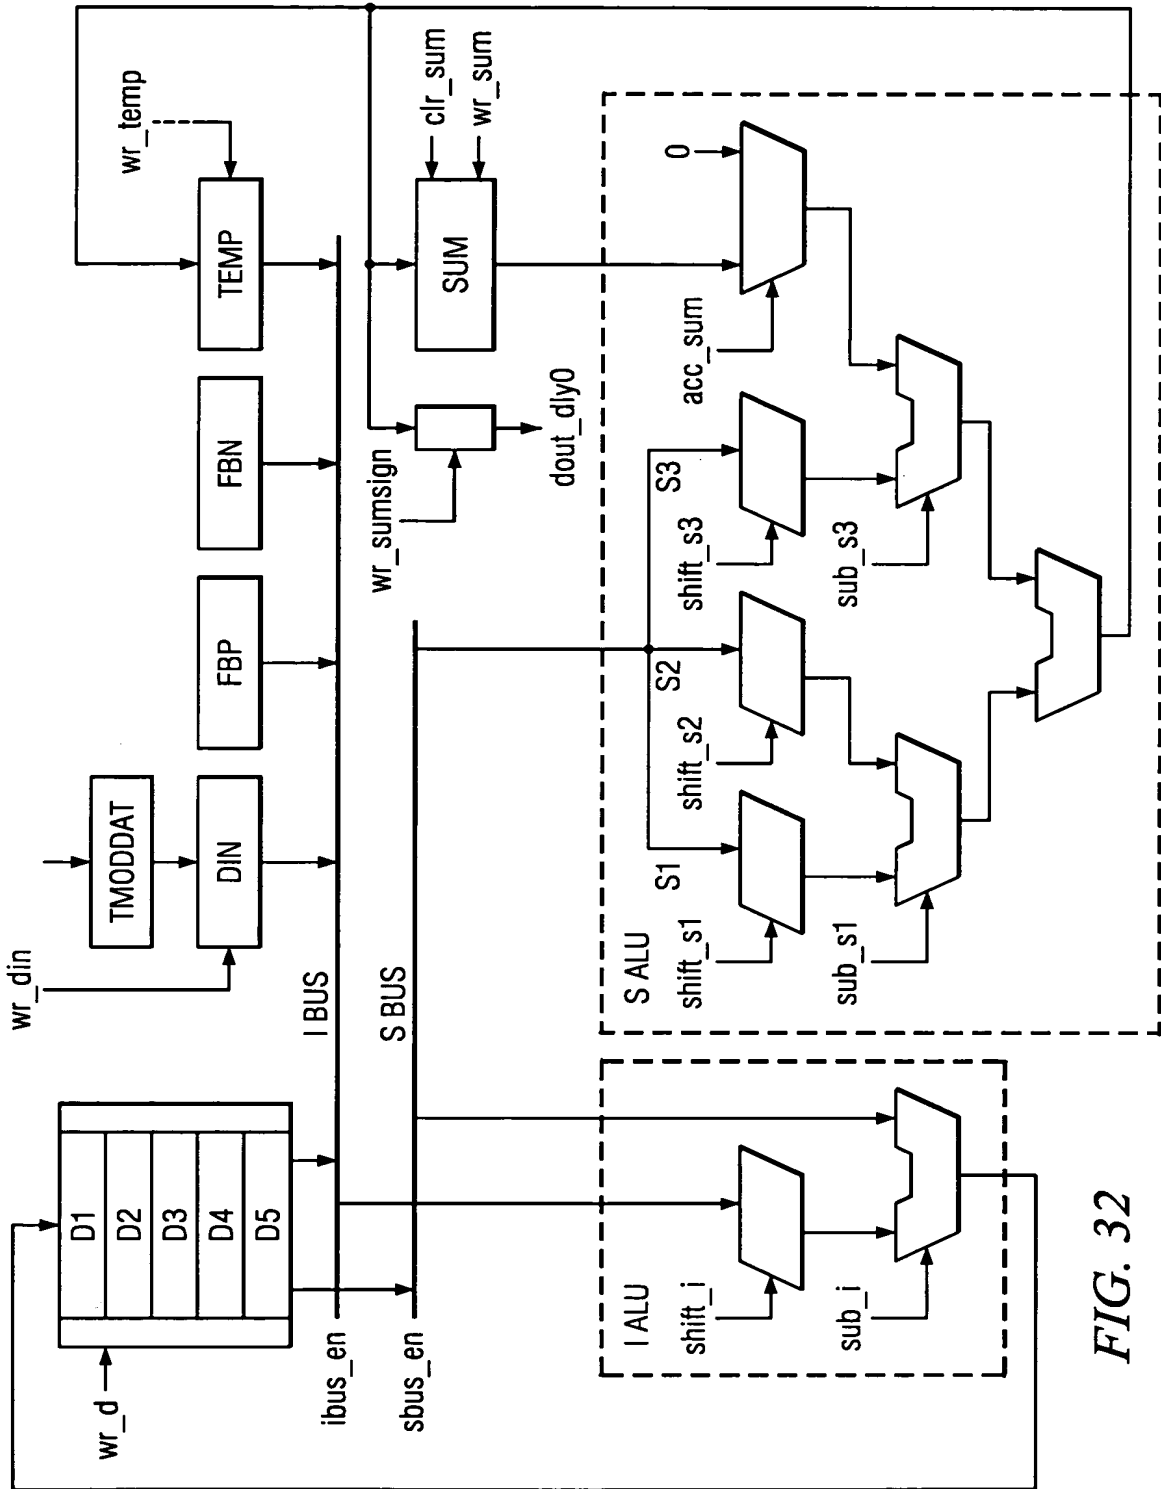 wr_d
D1
D2
D3
D4
D5
wr_din
TMODDAT
DIN
FBP
FBN
TEMP
wr_temp
ibus_en
I BUS
sbus_en
S BUS
wr_sumsign
dout_dly0
SUM
clr_sum
wr_sum
I ALU
shift_i
sub_i
S ALU
S1
S2
S3
shift_s1
shift_s2
shift_s3
acc_sum
0
sub_s1
sub_s3
FIG. 32